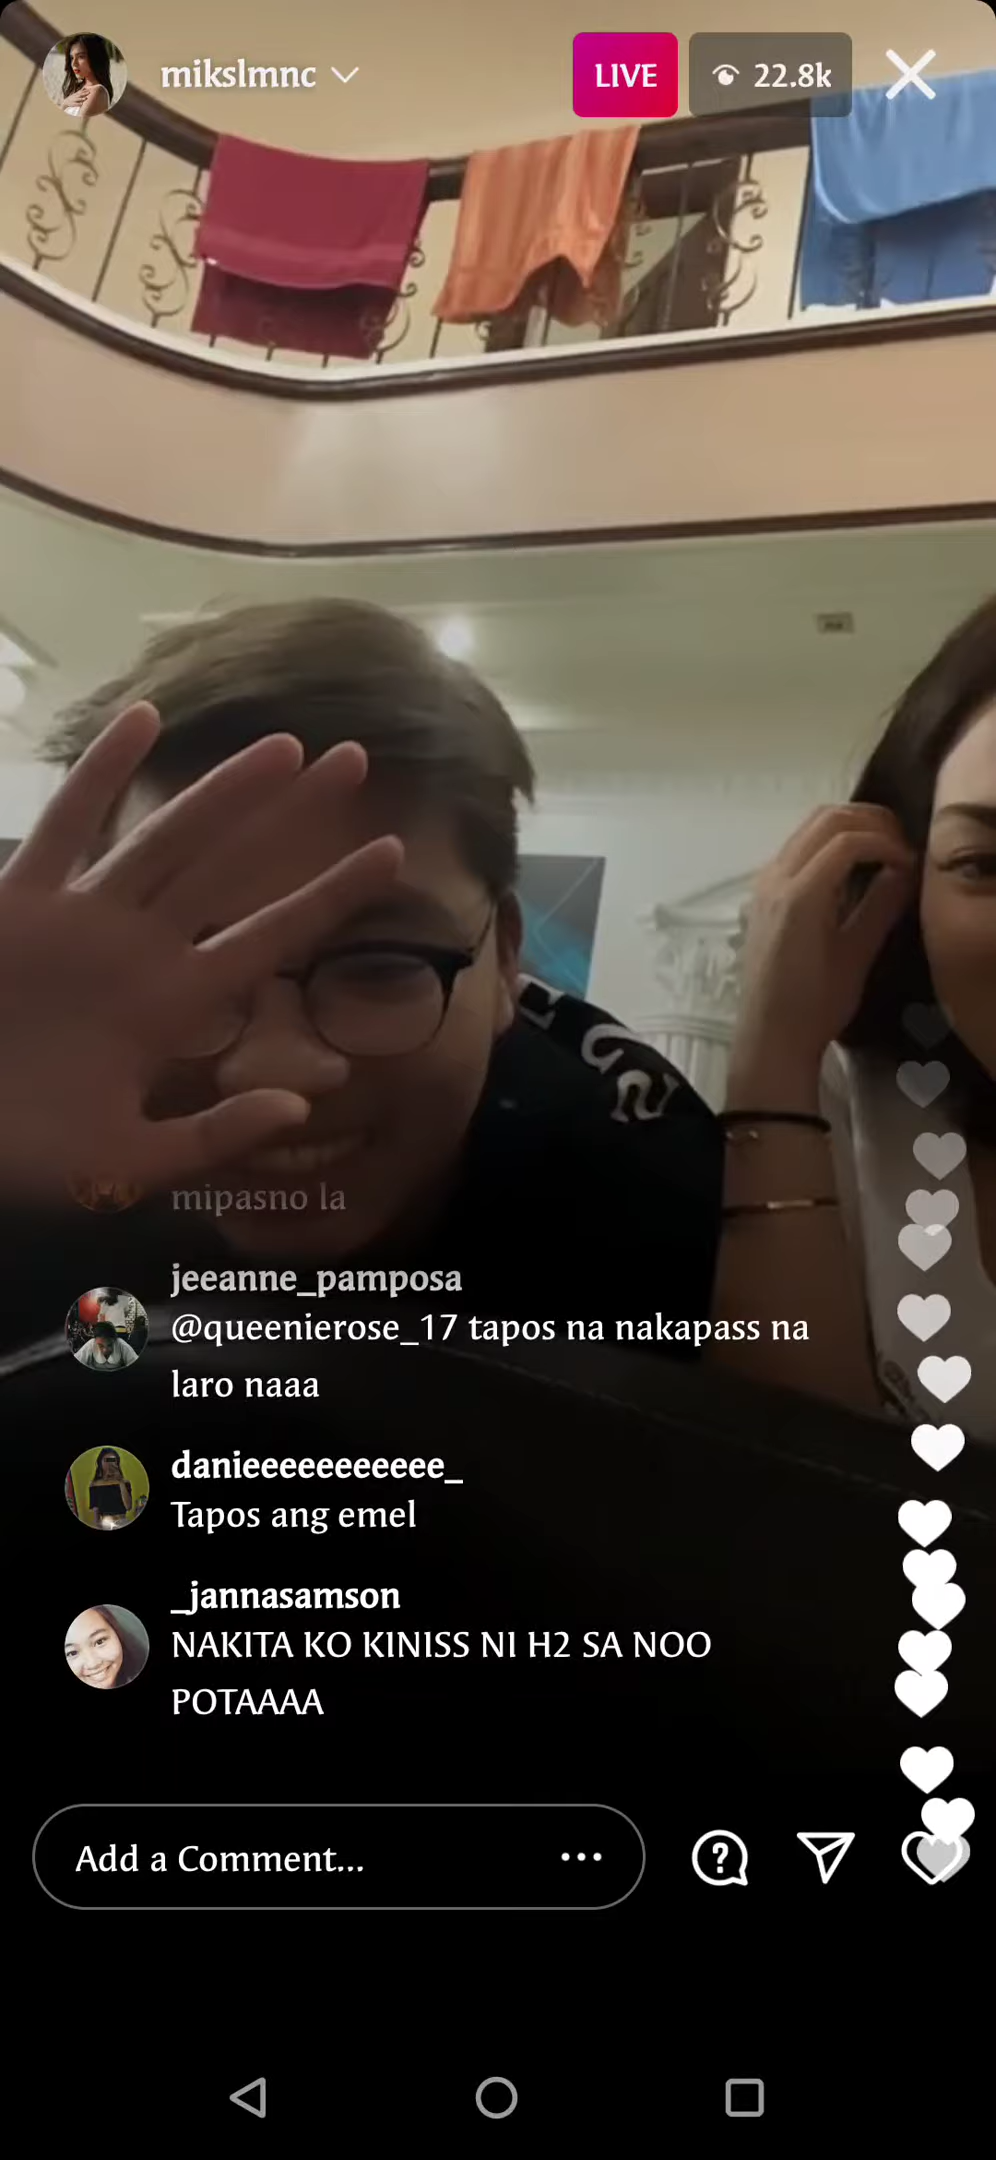 mikslmnc
LIVE
22.8k
mipasno la
jeeanne_pamposa
@queenierose_17 tapos na nakapass na
laro naaa
danieeeeeeeeeee_
Tapos ang emel
_jannasamson
NAKITA KO KINISS NI H2 SA NOO
POTAAAA
Add a Comment...